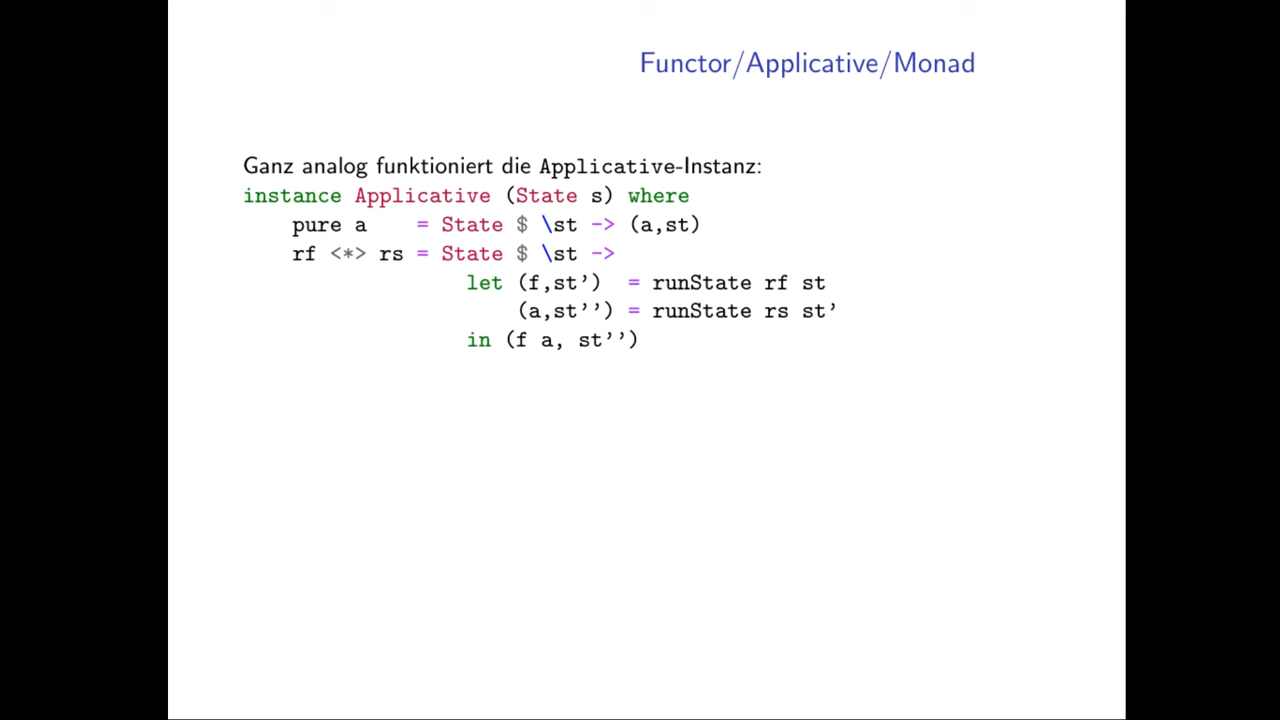 Functor/Applicative/Monad
Ganz analog funktioniert die Applicative-Instanz:
instance Applicative (State s) where
    pure a    = State $ \st -> (a,st)
    rf <*> rs = State $ \st ->
                  let (f,st’)  = runState rf st
                      (a,st’’) = runState rs st’
                  in (f a, st’’)